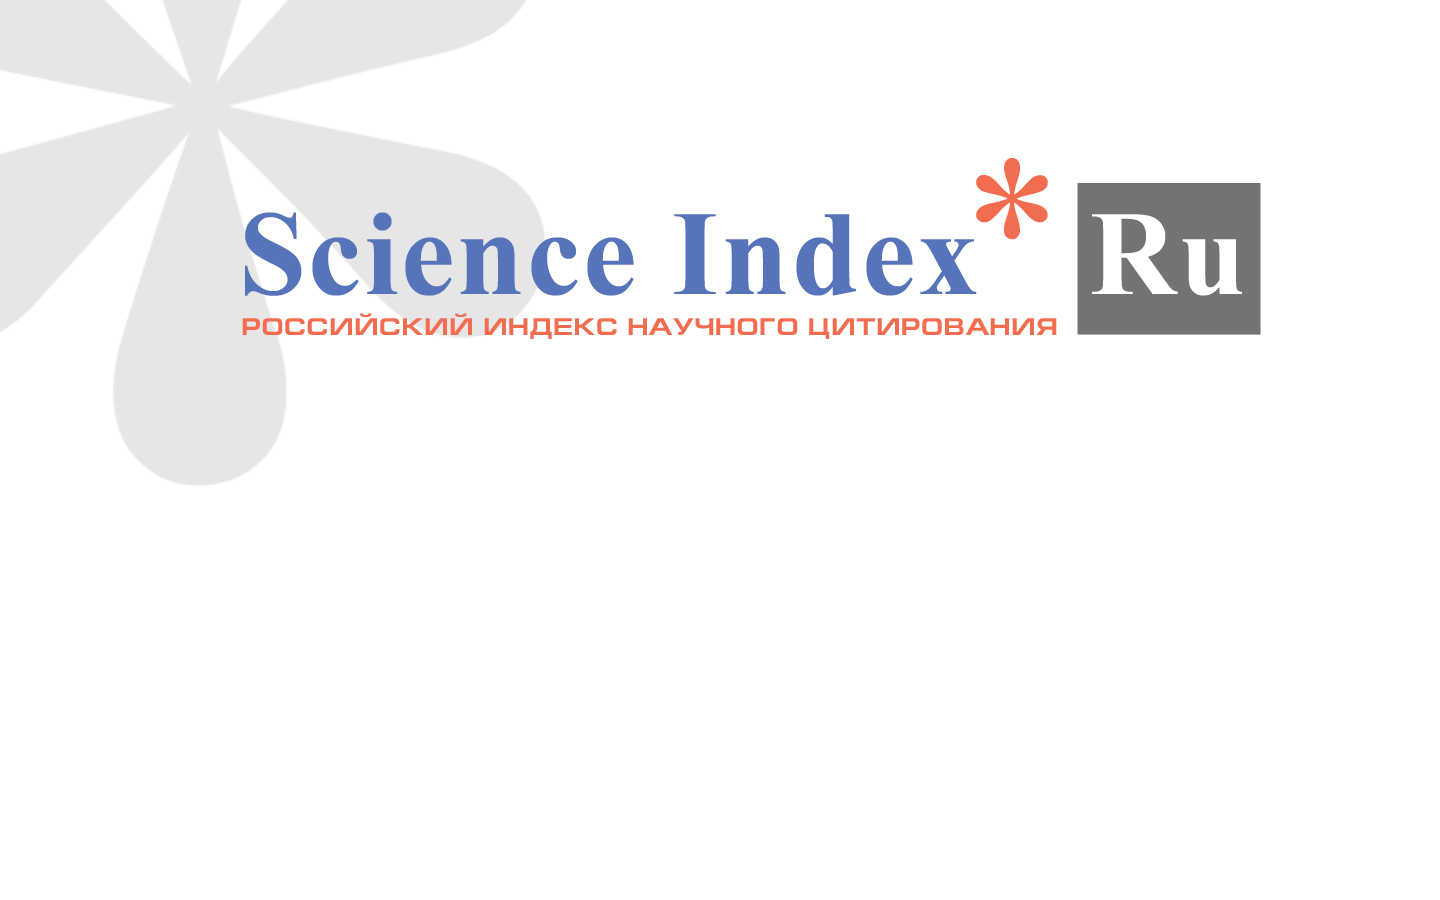 Science Index* Ru
РОССИЙСКИЙ ИНДЕКС НАУЧНОГО ЦИТИРОВАНИЯ